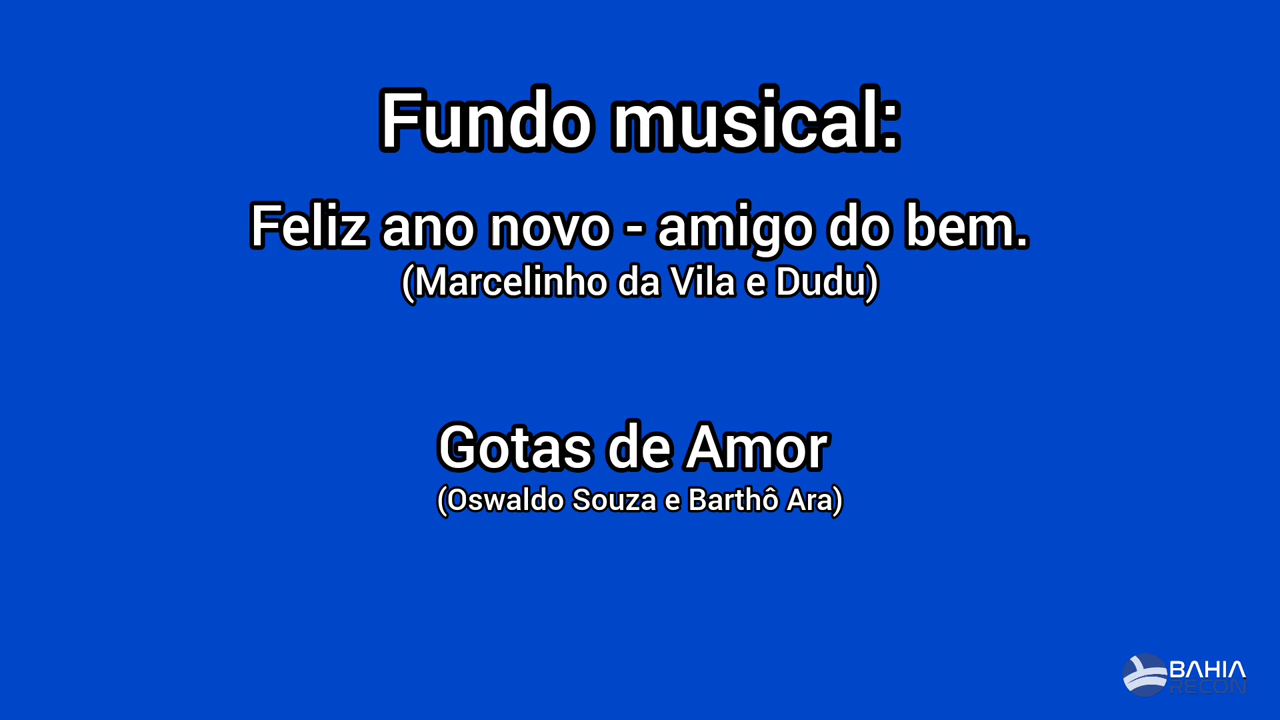 Fundo musical:
Feliz ano novo - amigo do bem.
(Marcelinho da Vila e Dudu)
Gotas de Amor
(Oswaldo Souza e Barthô Ara)
BAHIA
RECON